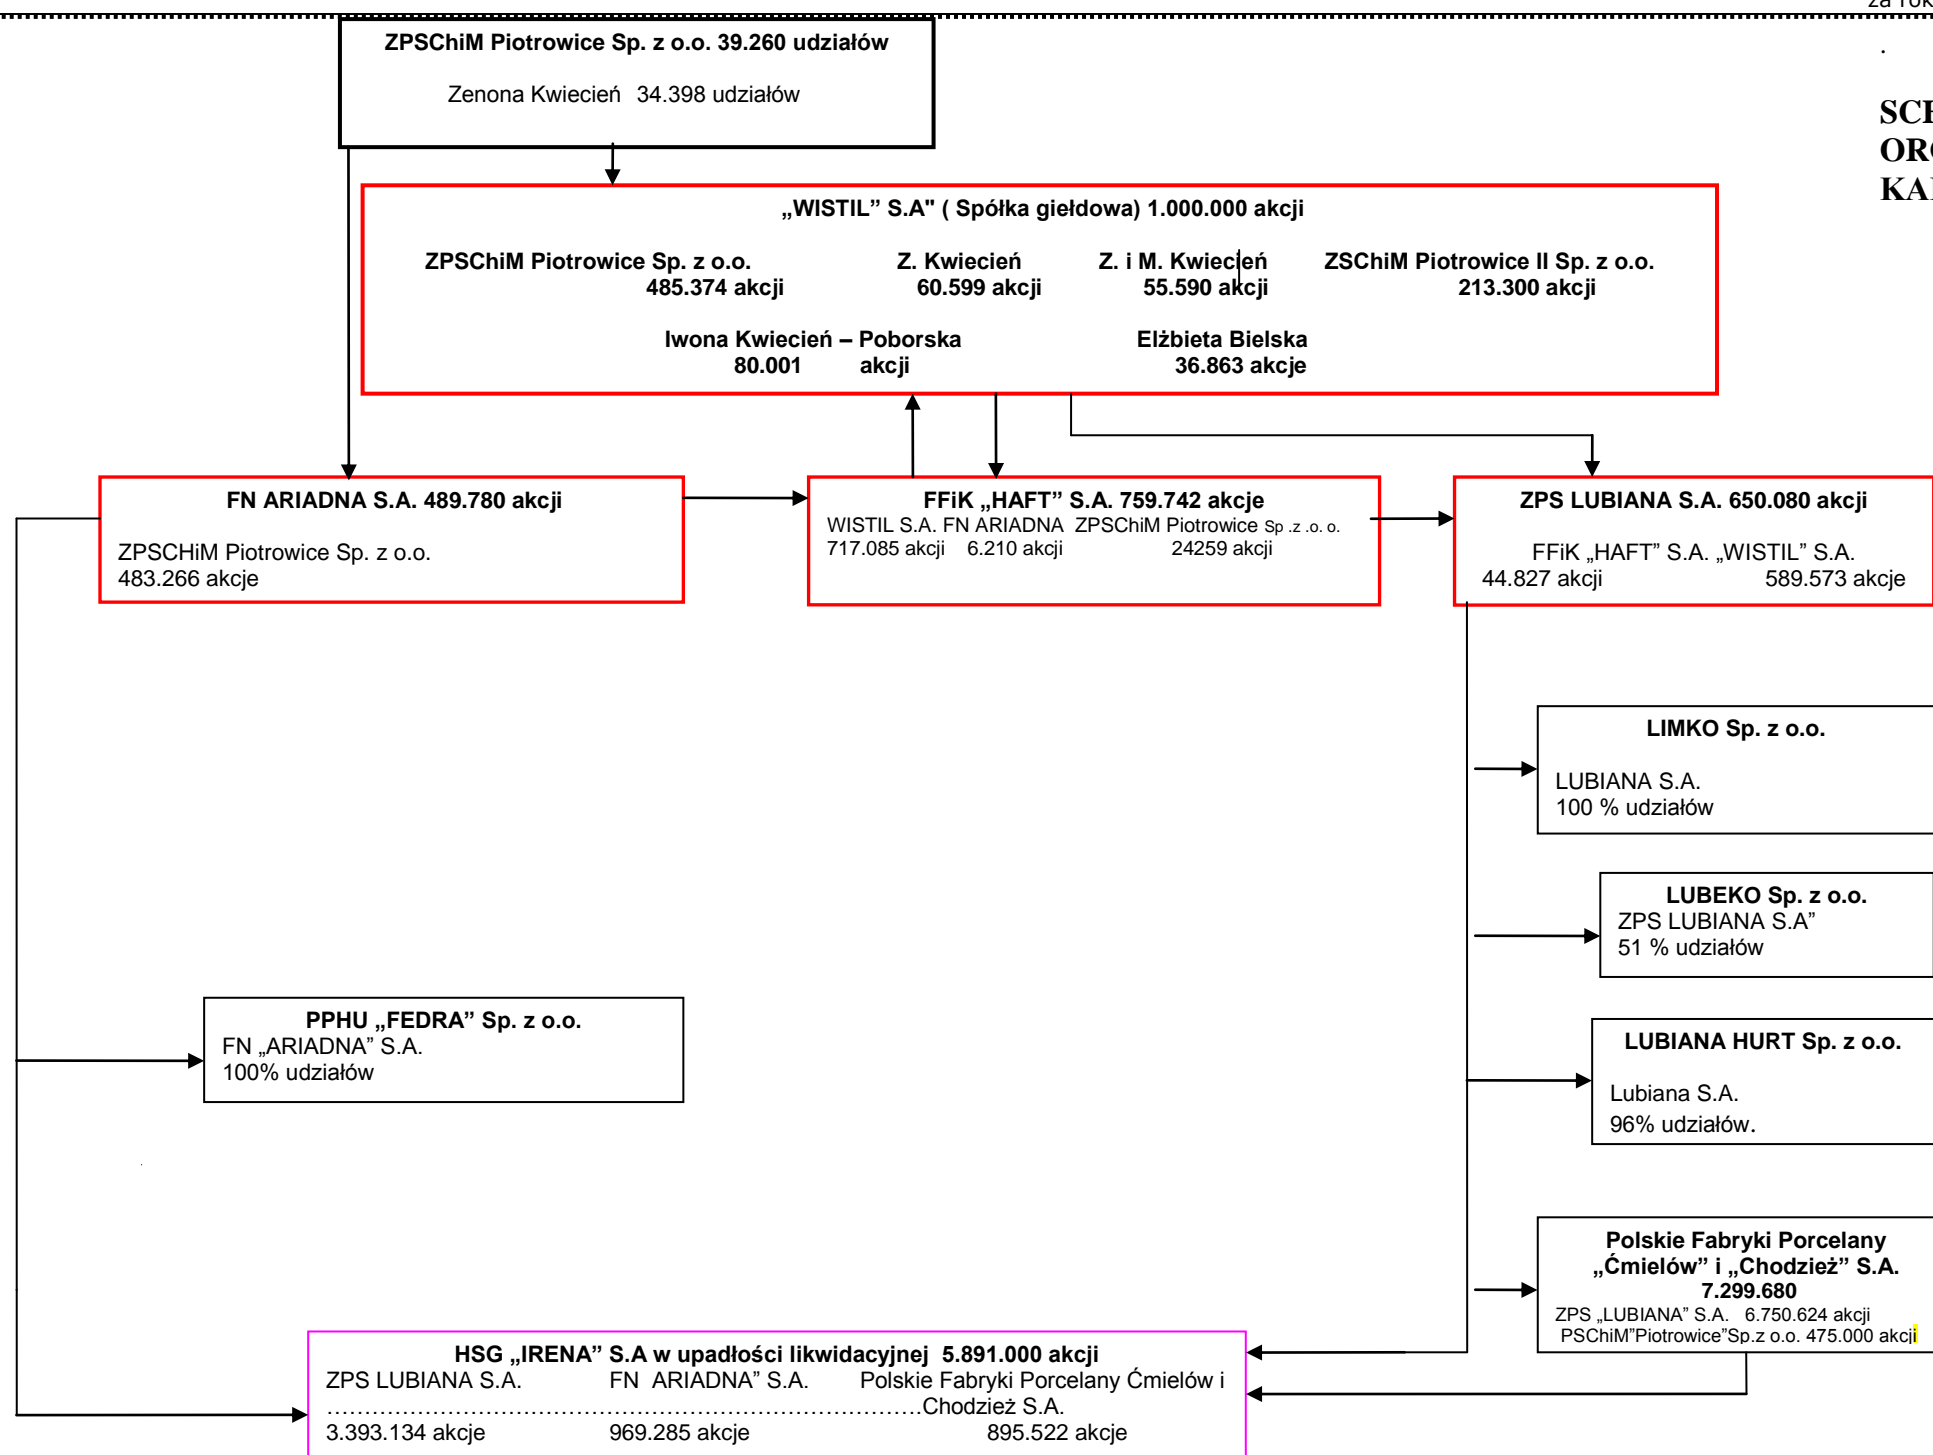 za rok
ZPSChiM Piotrowice Sp. z o.o. 39.260 udziałów
.
Zenona Kwiecień 34.398 udziałów
„WISTIL” S.A" ( Spółka giełdowa) 1.000.000 akcji
ZPSChiM Piotrowice Sp. z o.o. Z. Kwiecień Z. i M. Kwiecień ZSChiM Piotrowice II Sp. z o.o.
485.374 akcji 60.599 akcji 55.590 akcji 213.300 akcji
Iwona Kwiecień – Poborska Elżbieta Bielska
80.001 akcji 36.863 akcje
FN ARIADNA S.A. 489.780 akcji
ZPSCHiM Piotrowice Sp. z o.o.
483.266 akcje
FFiK „HAFT” S.A. 759.742 akcje
WISTIL S.A. FN ARIADNA ZPSChiM Piotrowice Sp .z .o. o.
717.085 akcji 6.210 akcji 24259 akcji
ZPS LUBIANA S.A. 650.080 akcji
FFiK „HAFT” S.A. „WISTIL” S.A.
44.827 akcji 589.573 akcje
LIMKO Sp. z o.o.
LUBIANA S.A.
100 % udziałów
LUBEKO Sp. z o.o.
ZPS LUBIANA S.A”
51 % udziałów
PPHU „FEDRA” Sp. z o.o.
FN „ARIADNA” S.A.
100% udziałów
LUBIANA HURT Sp. z o.o.
Lubiana S.A.
96% udziałów.
Polskie Fabryki Porcelany
„Ćmielów” i „Chodzież” S.A.
7.299.680
ZPS „LUBIANA” S.A. 6.750.624 akcji
PSChiM”Piotrowice”Sp.z o.o. 475.000 akcji
HSG „IRENA” S.A w upadłości likwidacyjnej 5.891.000 akcji
ZPS LUBIANA S.A. FN ARIADNA” S.A. Polskie Fabryki Porcelany Ćmielów i
……………………………………………………………………….Chodzież S.A.
3.393.134 akcje 969.285 akcje 895.522 akcje